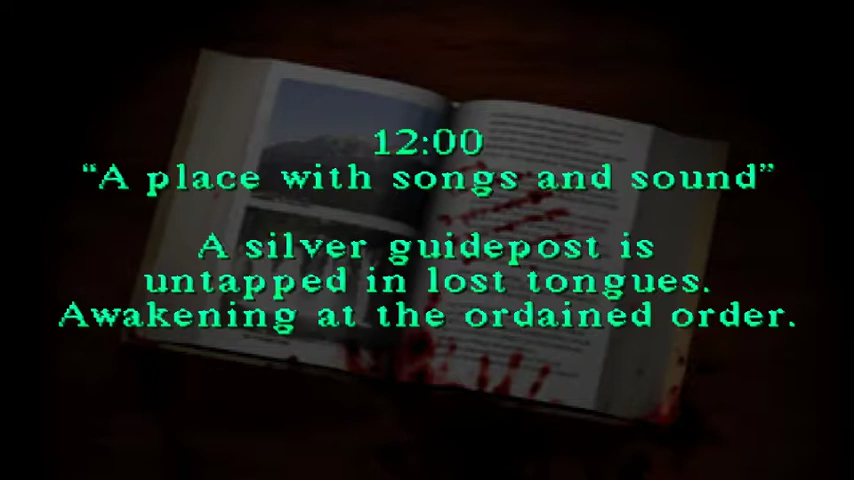 12:00
“A place with songs and sound”
A silver guidepost is
untapped in lost tongues.
Awakening at the ordained order.